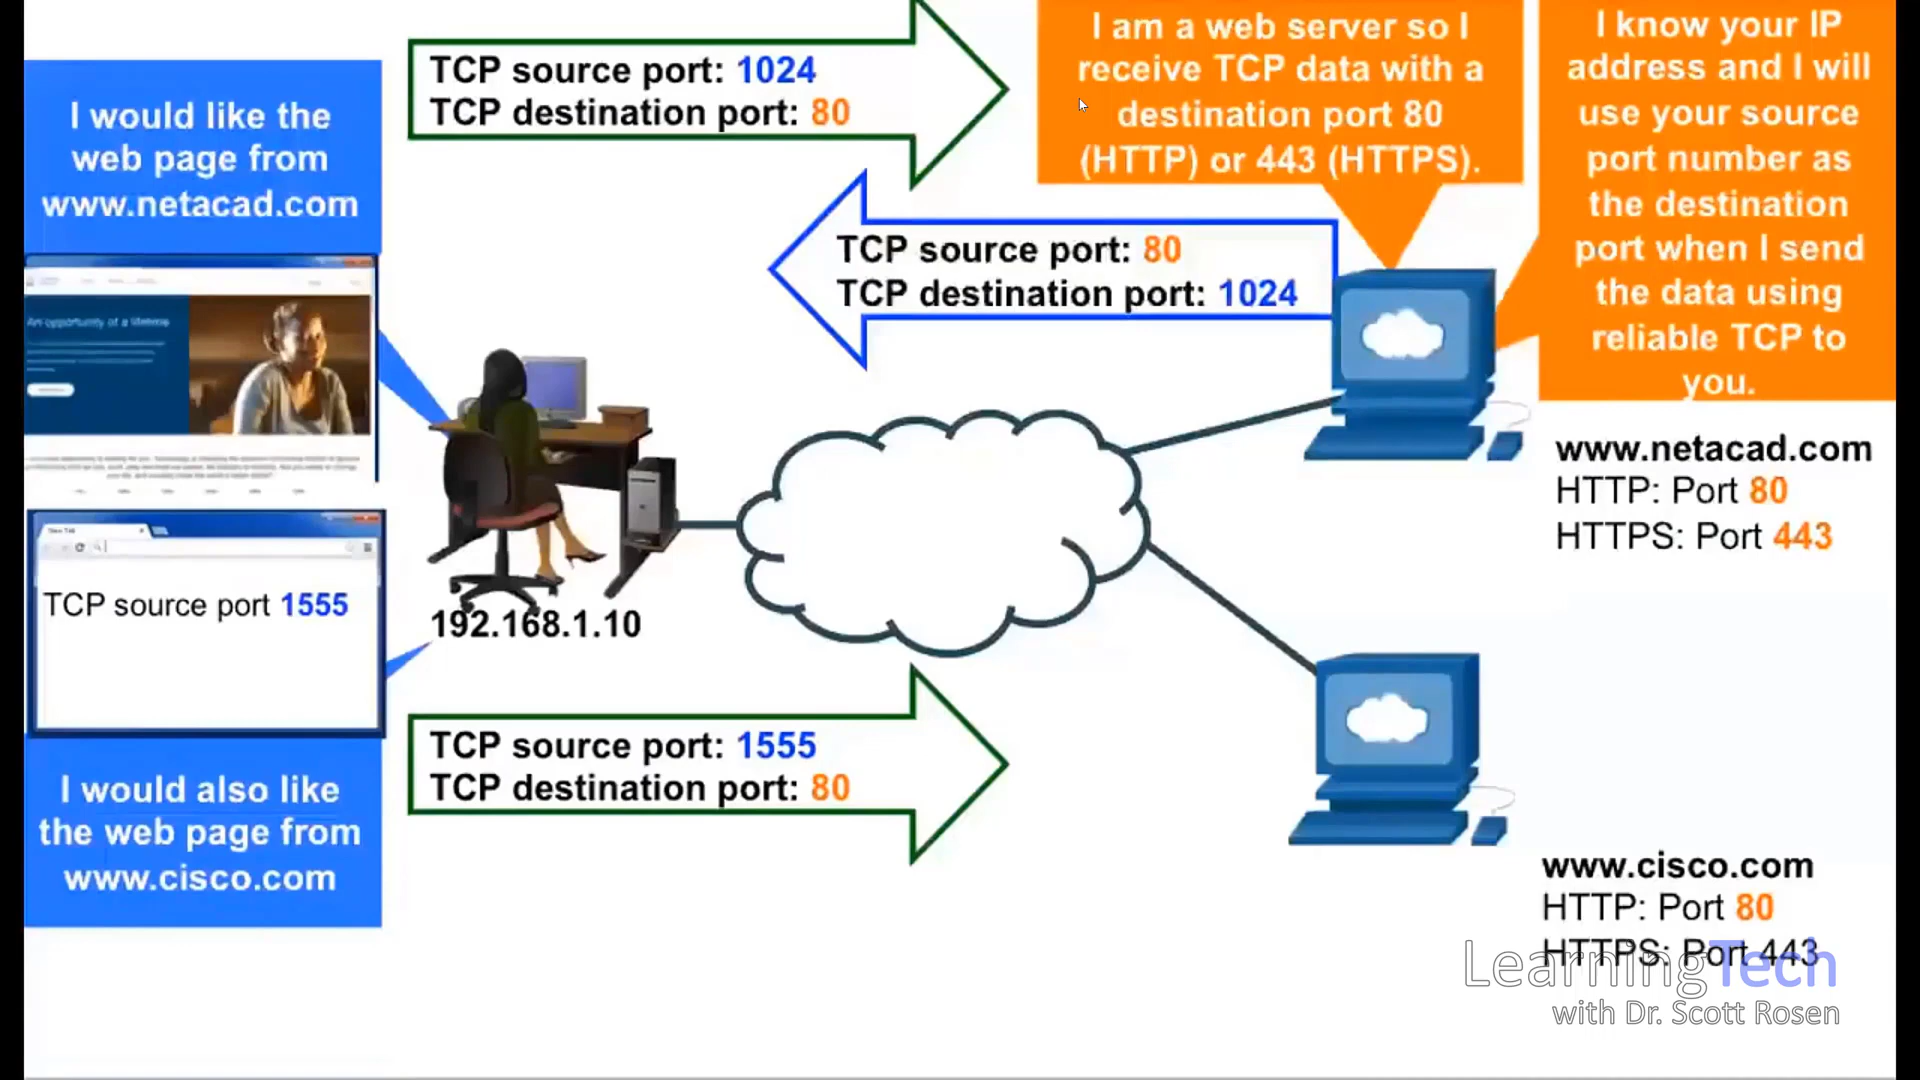 I would like the
web page from
www.netacad.com
An opportunity of a lifetime
TCP source port 1555
I would also like
the web page from
www.cisco.com
TCP source port: 1024
TCP destination port: 80
TCP source port: 80
TCP destination port: 1024
192.168.1.10
TCP source port: 1555
TCP destination port: 80
I am a web server so I
receive TCP data with a
destination port 80
(HTTP) or 443 (HTTPS).
I know your IP
address and I will
use your source
port number as
the destination
port when I send
the data using
reliable TCP to
you.
www.netacad.com
HTTP: Port 80
HTTPS: Port 443
www.cisco.com
HTTP: Port 80
HTTPS: Port 443
LearningTech
with Dr. Scott Rosen